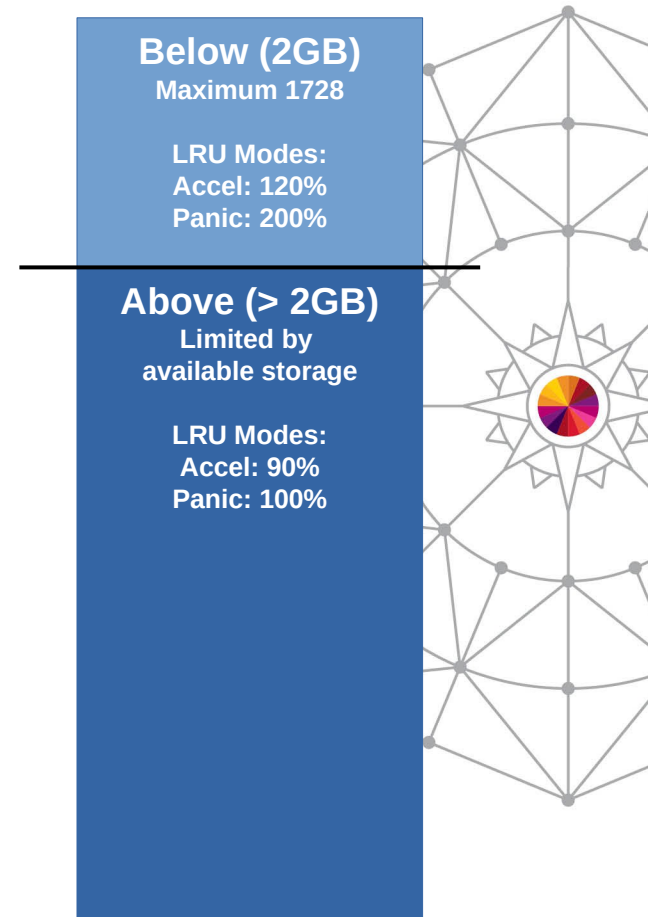 Below (2GB)
Maximum 1728
LRU Modes:
Accel: 120%
Panic: 200%
Above (> 2GB)
Limited by
available storage
LRU Modes:
Accel: 90%
Panic: 100%